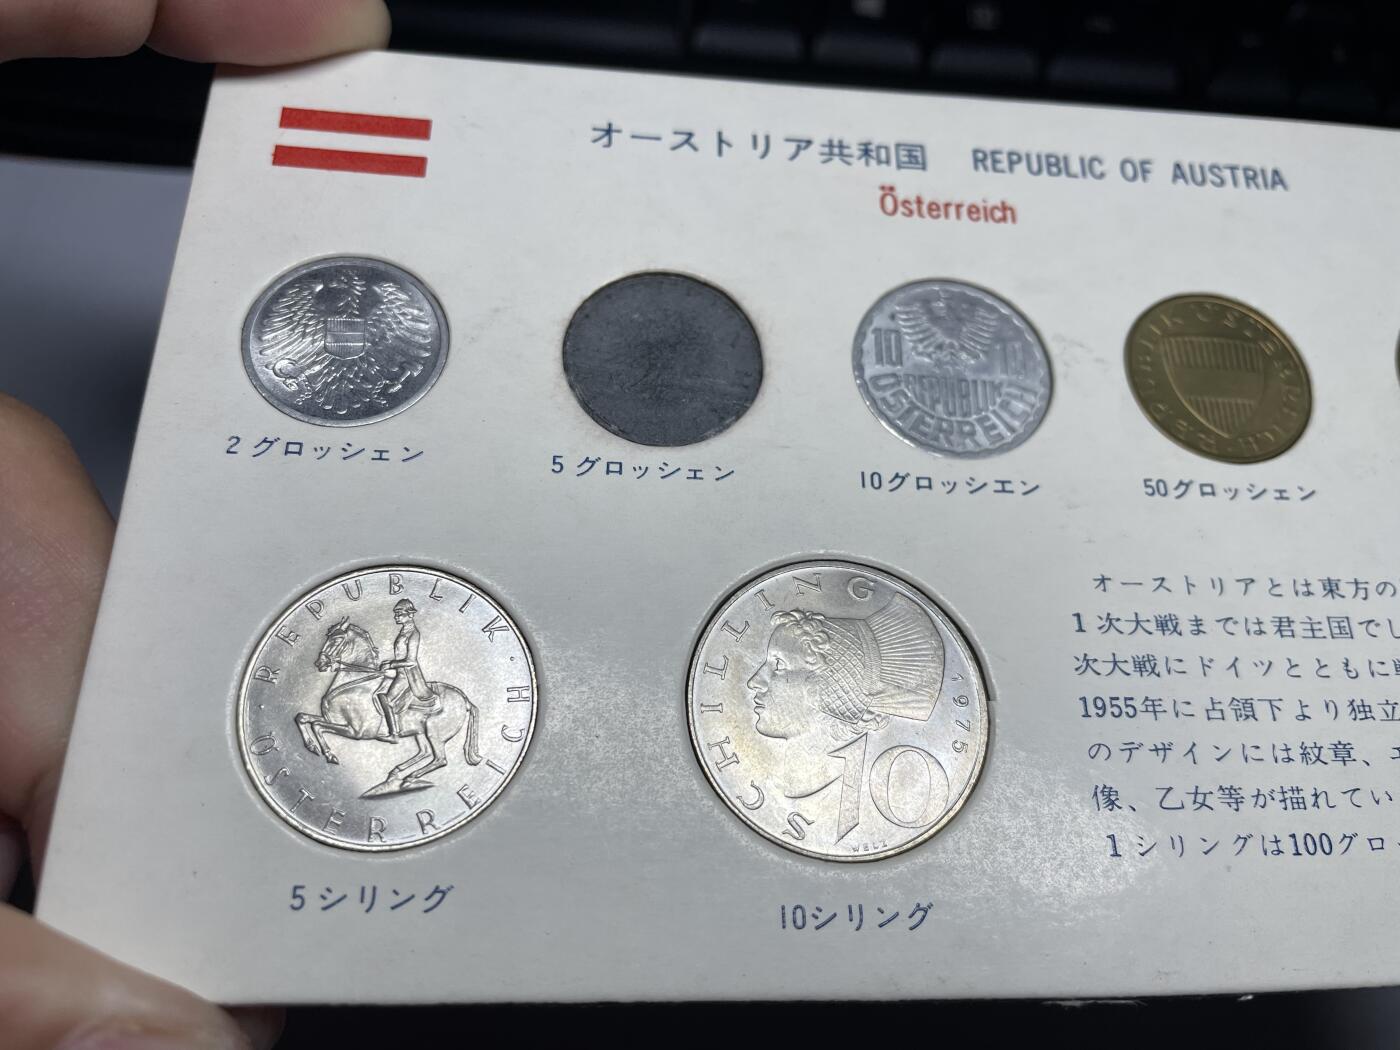 オーストリア共和国 REPUBLIC OF AUSTRIA
Österreich
2 グロッシェン
5 グロッシェン
10グロッシエン
50グロッシェン
10 10
REPUBLIK
ÖSTERREICH
REPUBLIK ÖSTERREICH
REPUBLIK · ÖSTERREICH ·
SCHILLING
1975
10
WELZ
5 シリング
10シリング
オーストリアとは東方の
1 次大戦までは君主国でし
次大戦にドイツとともに
1955年に占領下より独立
のデザインには紋章、エ
像、乙女等が描れてい
1 シリングは100グロ